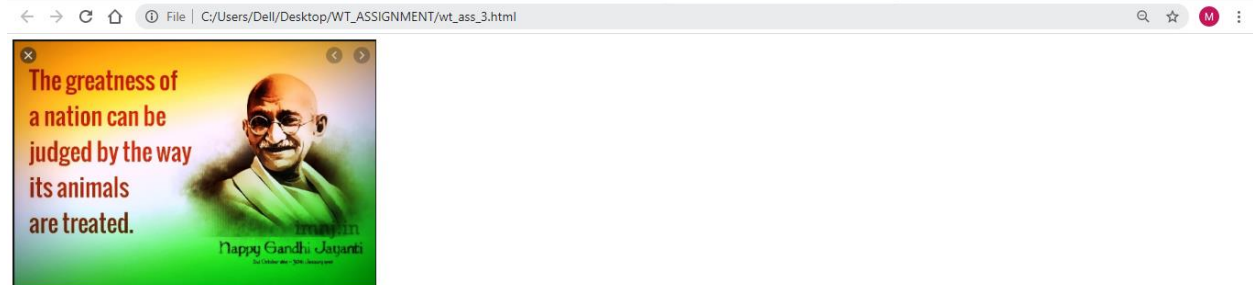 File | C:/Users/Dell/Desktop/WT_ASSIGNMENT/wt_ass_3.html
M
The greatness of
a nation can be
judged by the way
its animals
are treated.
Happy Gandhi Jayanti